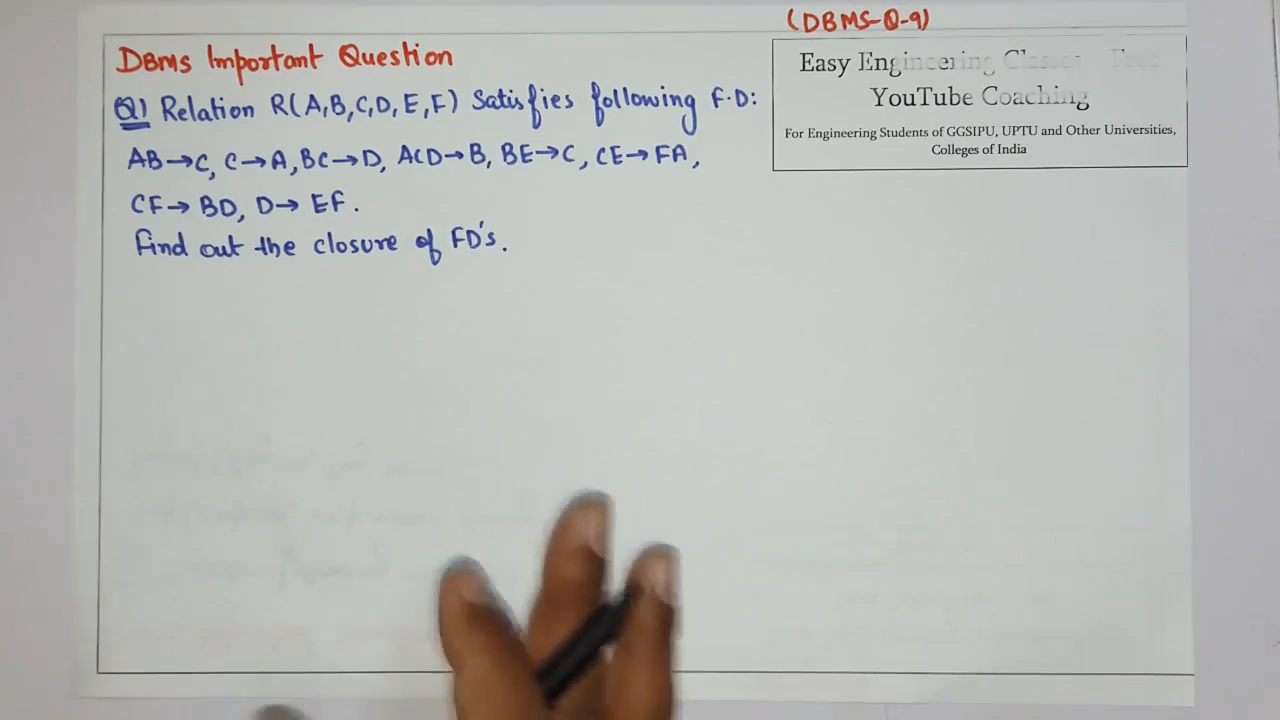 (DBMS-Q-9)
DBMS Important Question
Easy Engineering Classes Free
YouTube Coaching
For Engineering Students of GGSIPU, UPTU and Other Universities,
Colleges of India
Q1 Relation R(A,B,C,D,E,F) Satisfies following F.D:
AB→C, C→A, BC→D, ACD→B, BE→C, CE→FA,
CF→BD, D→EF.
Find out the closure of FD's.